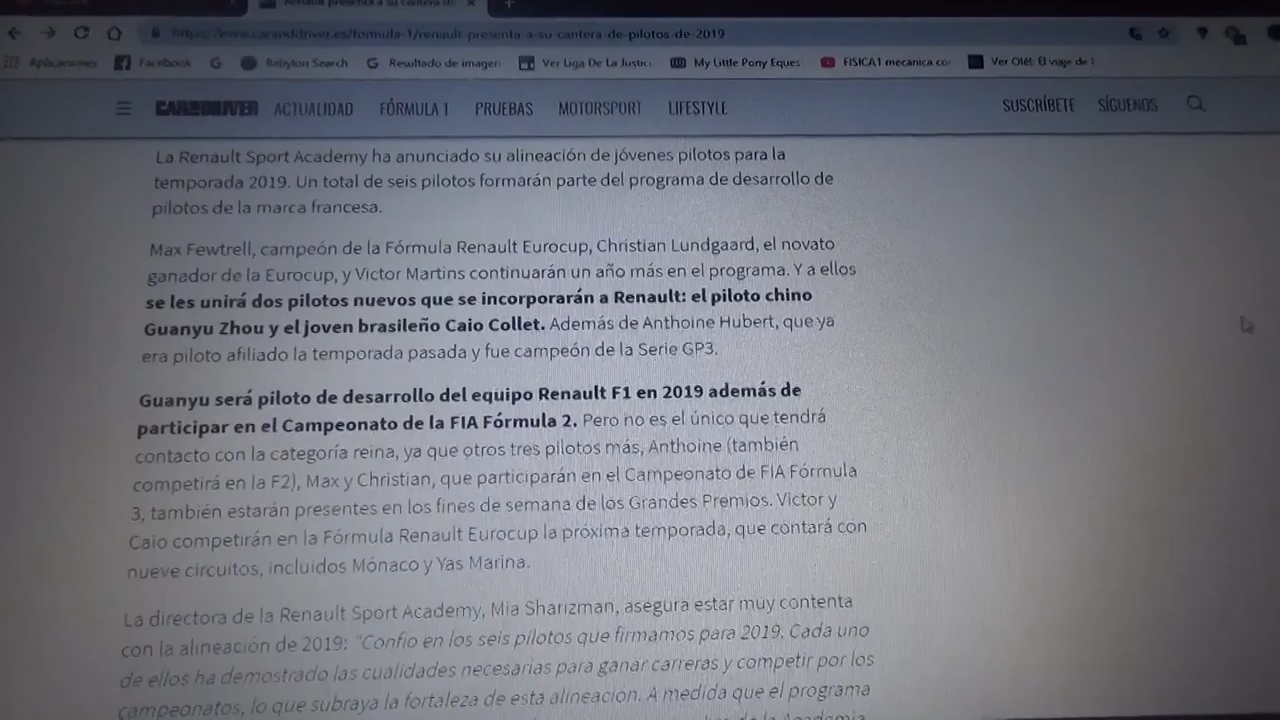 https://www.caranddriver.es/formula-1/renault-presenta-a-su-cantera-de-pilotos-de-2019
Aplicaciones Facebook Babylon Search Resultado de imagen Ver Liga De La Justic My Little Pony Eques FISICA1 mecanica co Ver Olé!: El viaje de
CAR AND DRIVER ACTUALIDAD FÓRMULA 1 PRUEBAS MOTORSPORT LIFESTYLE SUSCRÍBETE SÍGUENOS
La Renault Sport Academy ha anunciado su alineación de jóvenes pilotos para la
temporada 2019. Un total de seis pilotos formarán parte del programa de desarrollo de
pilotos de la marca francesa.
Max Fewtrell, campeón de la Fórmula Renault Eurocup, Christian Lundgaard, el novato
ganador de la Eurocup, y Victor Martins continuarán un año más en el programa. Y a ellos
se les unirá dos pilotos nuevos que se incorporarán a Renault: el piloto chino
Guanyu Zhou y el joven brasileño Caio Collet. Además de Anthoine Hubert, que ya
era piloto afiliado la temporada pasada y fue campeón de la Serie GP3.
Guanyu será piloto de desarrollo del equipo Renault F1 en 2019 además de
participar en el Campeonato de la FIA Fórmula 2. Pero no es el único que tendrá
contacto con la categoría reina, ya que otros tres pilotos más, Anthoine (también
competirá en la F2), Max y Christian, que participarán en el Campeonato de FIA Fórmula
3, también estarán presentes en los fines de semana de los Grandes Premios. Victor y
Caio competirán en la Fórmula Renault Eurocup la próxima temporada, que contará con
nueve circuitos, incluidos Mónaco y Yas Marina.
La directora de la Renault Sport Academy, Mia Sharizman, asegura estar muy contenta
con la alineación de 2019: "Confío en los seis pilotos que firmamos para 2019. Cada uno
de ellos ha demostrado las cualidades necesarias para ganar carreras y competir por los
campeonatos, lo que subraya la fortaleza de esta alineación. A medida que el programa
de la Academia